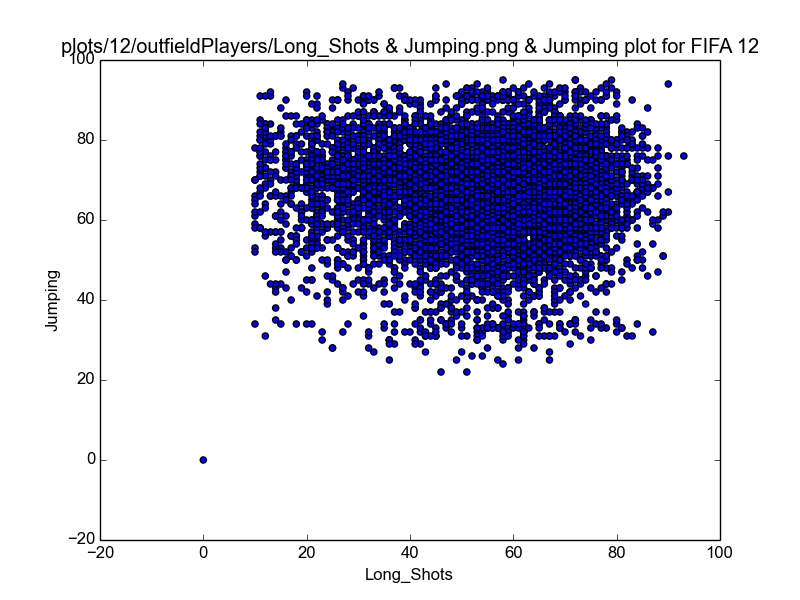 plots/12/outfieldPlayers/Long_Shots & Jumping.png & Jumping plot for FIFA 12
100
80
60
40
20
0
−20
Jumping
−20 0 20 40 60 80 100
Long_Shots